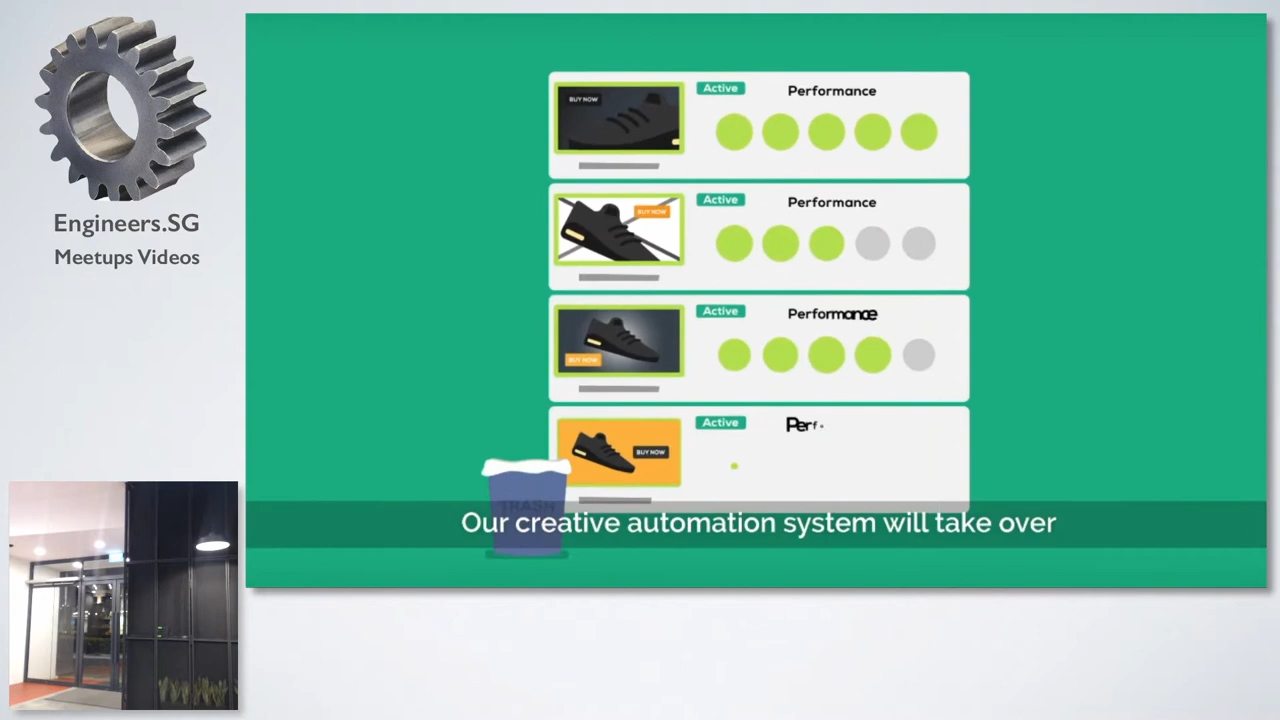 Engineers.SG
Meetups Videos
BUY NOW
Active
Performance
BUY NOW
Active
Performance
BUY NOW
Active
Performance
BUY NOW
Active
Perf
TRASH
Our creative automation system will take over